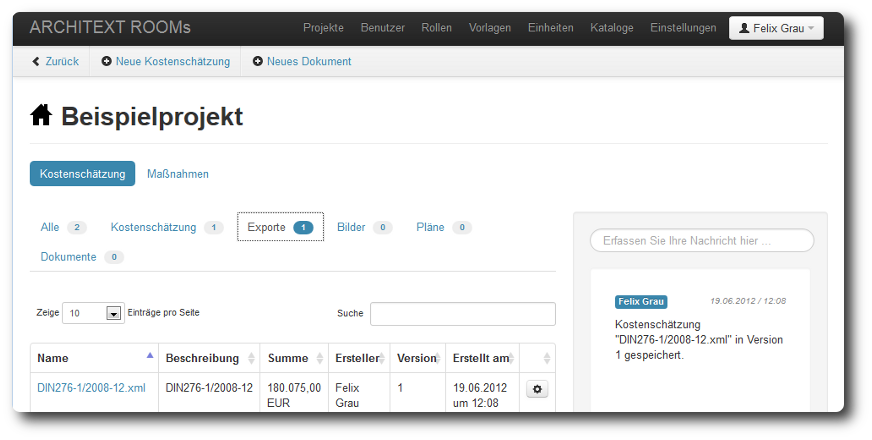 ARCHITEXT ROOMs Projekte Benutzer Rollen Vorlagen Einheiten Kataloge Einstellungen Felix Grau
Zurück Neue Kostenschätzung Neues Dokument
Beispielprojekt
Kostenschätzung Maßnahmen
Alle 2 Kostenschätzung 1 Exporte 1 Bilder 0 Pläne 0
Dokumente 0
Zeige 10 Einträge pro Seite Suche
Name Beschreibung Summe Ersteller Version Erstellt am
DIN276-1/2008-12.xml DIN276-1/2008-12 180.075,00 Felix 1 19.06.2012
EUR Grau um 12:08
Erfassen Sie Ihre Nachricht hier ...
Felix Grau 19.06.2012 / 12:08
Kostenschätzung
"DIN276-1/2008-12.xml" in Version
1 gespeichert.